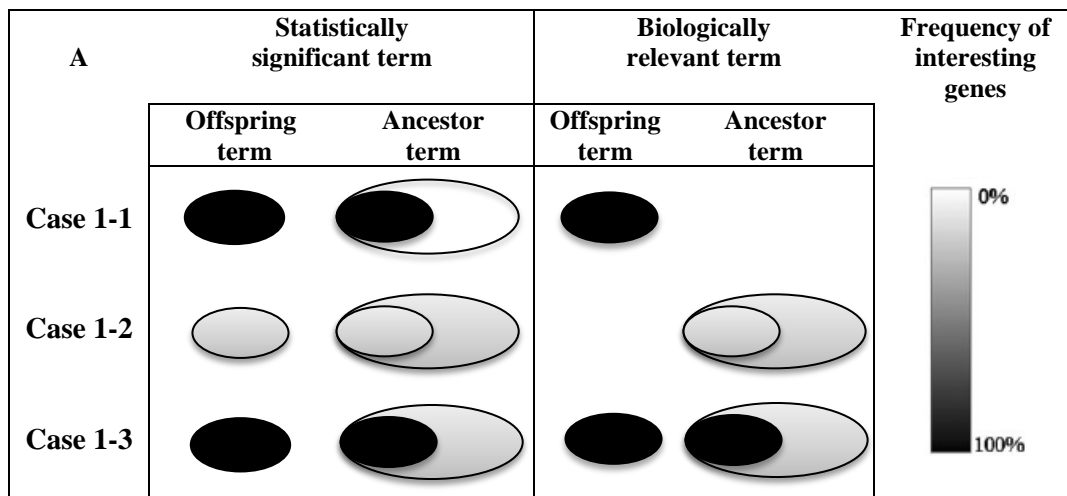 A
Statistically
significant term
Biologically
relevant term
Frequency of
interesting
genes
Offspring
term
Ancestor
term
Offspring
term
Ancestor
term
Case 1-1
Case 1-2
Case 1-3
0%
100%